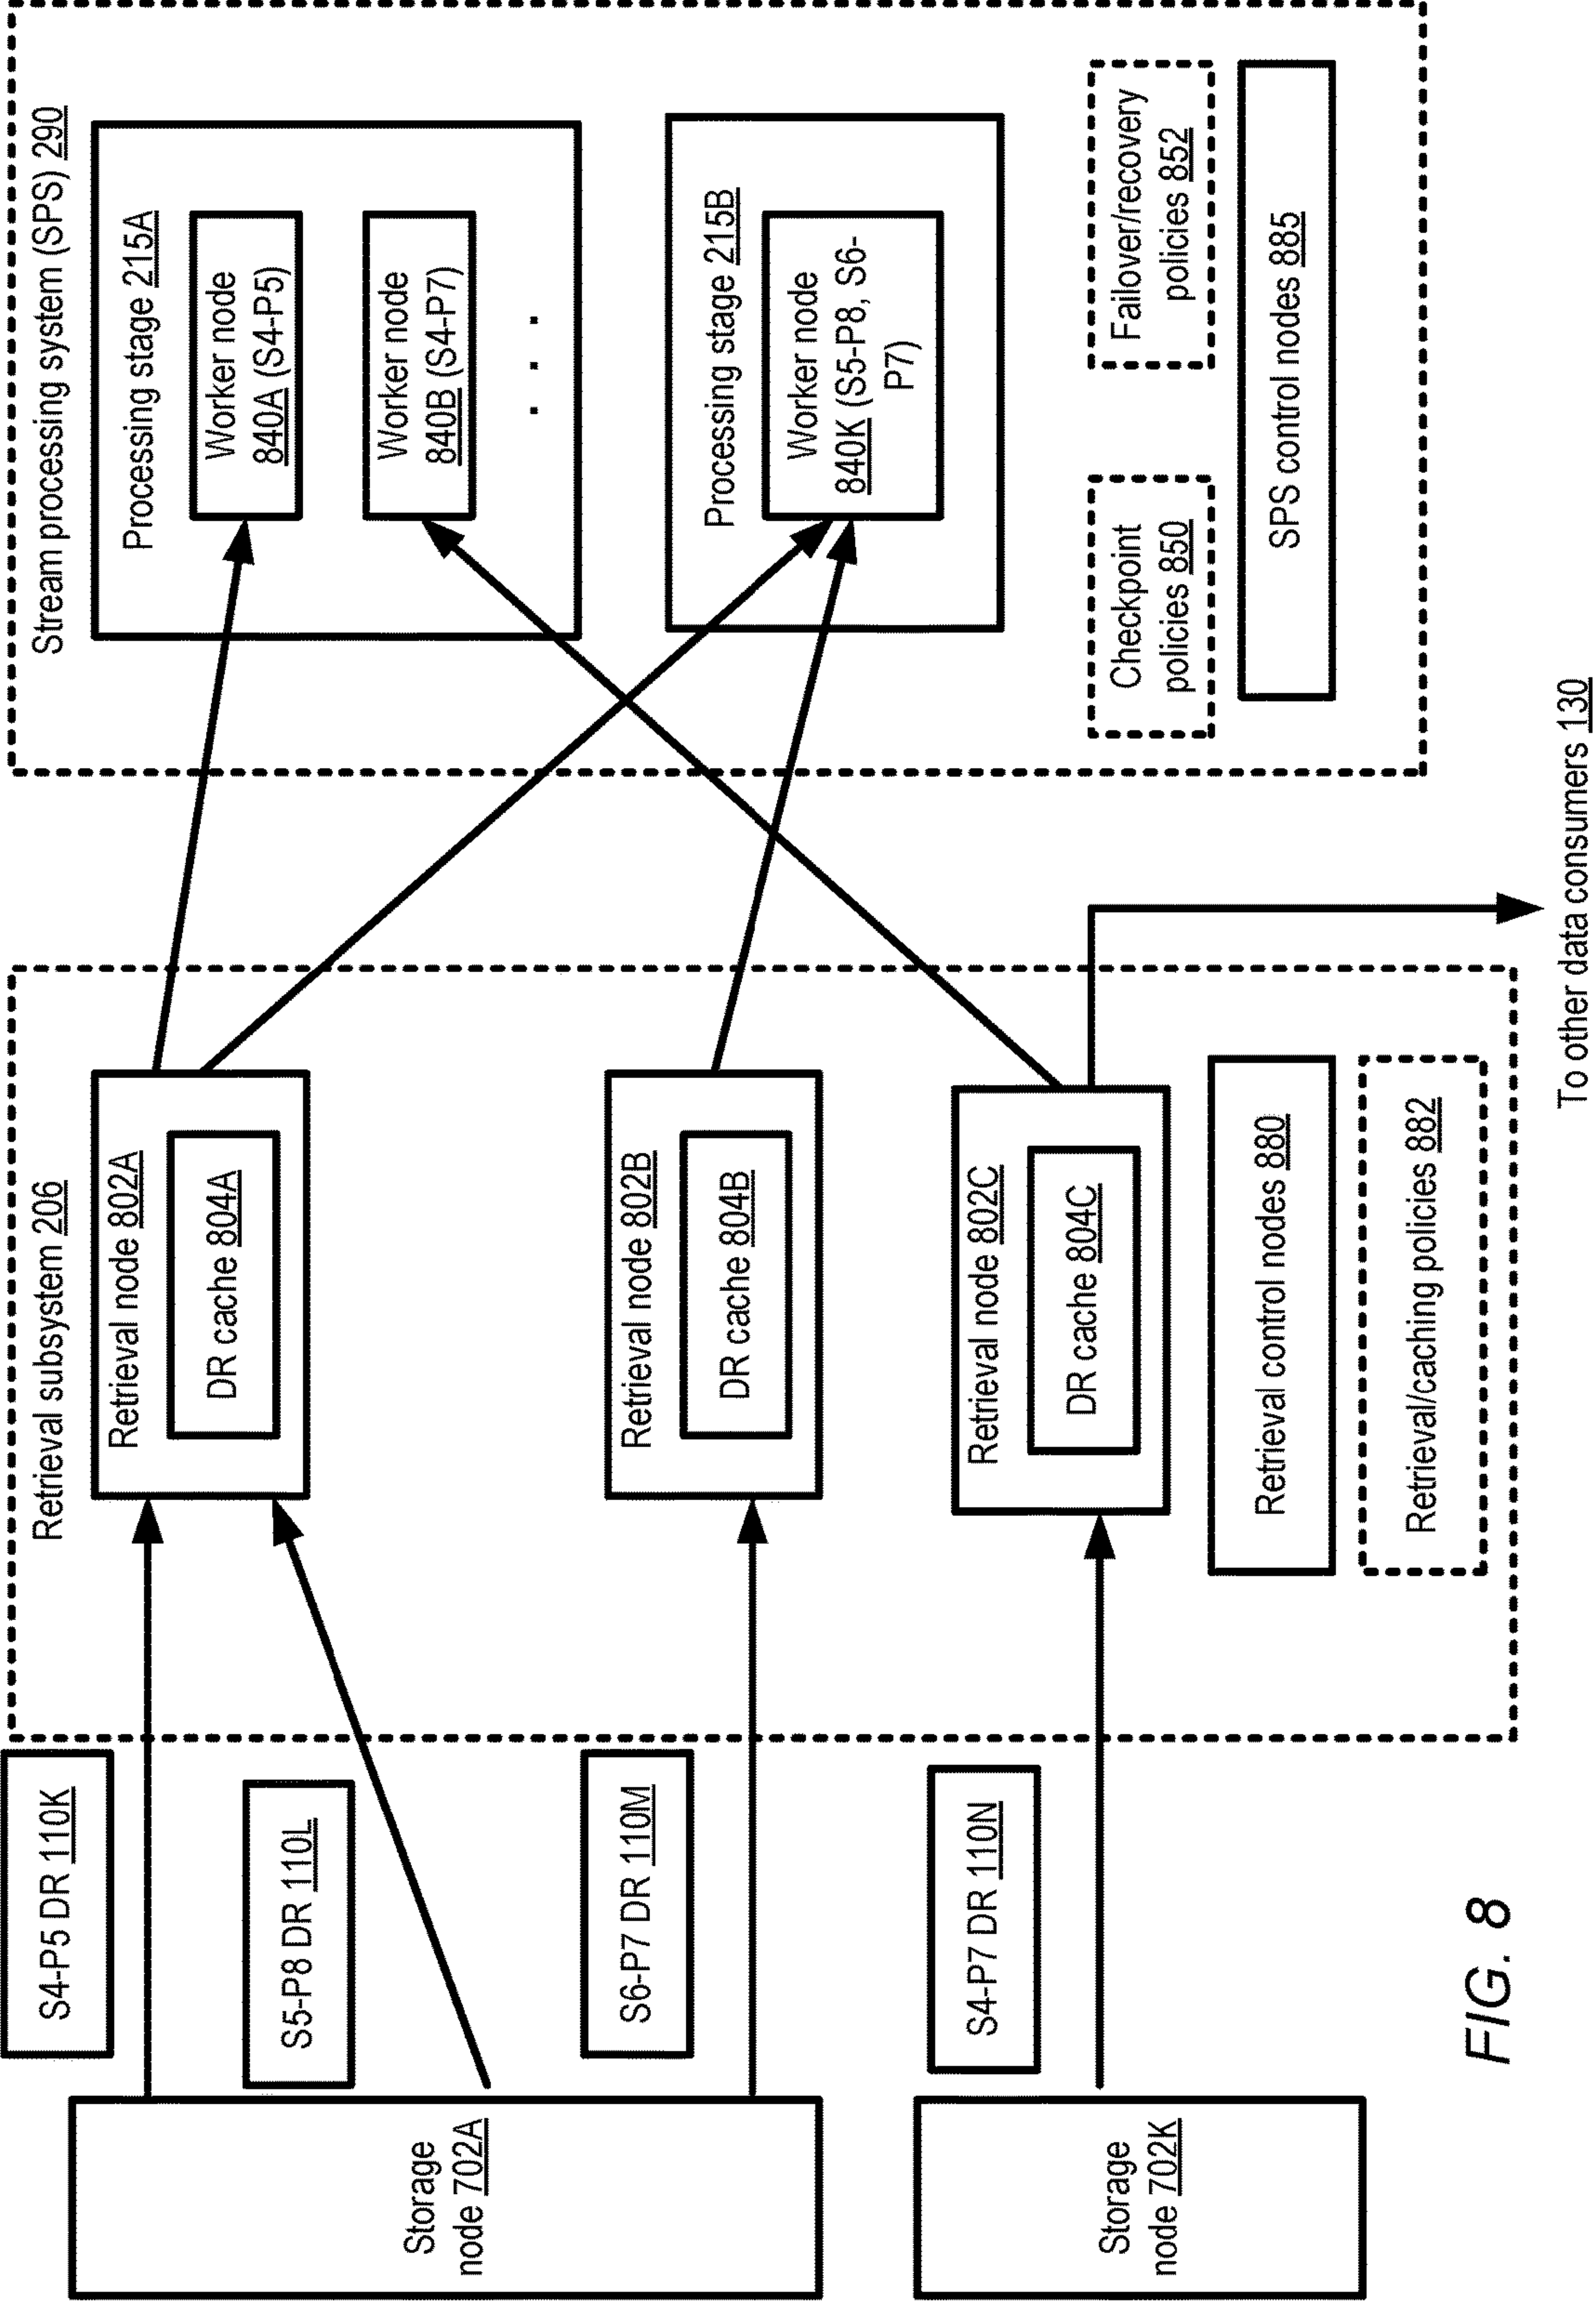 S4-P5 DR 110K
S5-P8 DR 110L
S6-P7 DR 110M
S4-P7 DR 110N
Storage
node 702A
Storage
node 702K
Retrieval subsystem 206
Retrieval node 802A
DR cache 804A
Retrieval node 802B
DR cache 804B
Retrieval node 802C
DR cache 804C
Retrieval control nodes 880
Retrieval/caching policies 882
Stream processing system (SPS) 290
Processing stage 215A
Worker node
840A (S4-P5)
Worker node
840B (S4-P7)
. . .
Processing stage 215B
Worker node
840K (S5-P8, S6-
P7)
Checkpoint
policies 850
Failover/recovery
policies 852
SPS control nodes 885
To other data consumers 130
FIG. 8